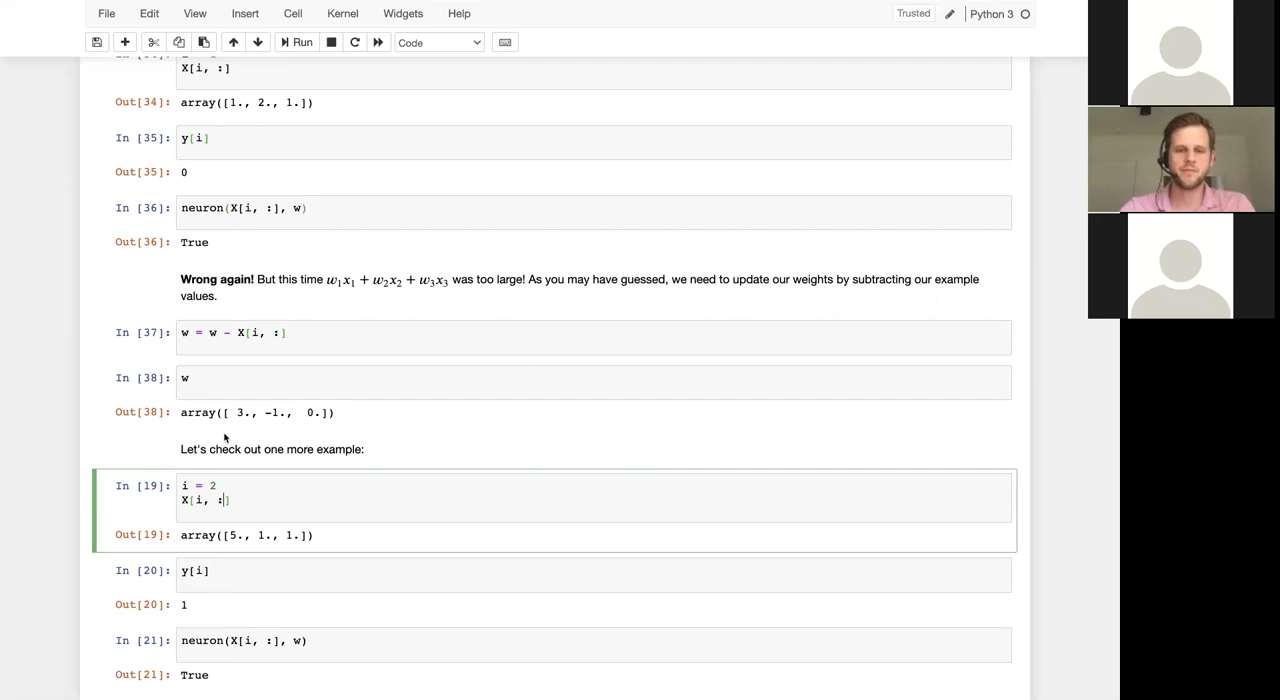 File Edit View Insert Cell Kernel Widgets Help Trusted Python 3
Run Code
X[i, :]
Out[34]: array([1., 2., 1.])
In [35]: y[i]
Out[35]: 0
In [36]: neuron(X[i, :], w)
Out[36]: True
Wrong again! But this time w₁x₁ + w₂x₂ + w₃x₃ was too large! As you may have guessed, we need to update our weights by subtracting our example
values.
In [37]: w = w - X[i, :]
In [38]: w
Out[38]: array([ 3., -1., 0.])
Let's check out one more example:
In [19]: i = 2
X[i, :]
Out[19]: array([5., 1., 1.])
In [20]: y[i]
Out[20]: 1
In [21]: neuron(X[i, :], w)
Out[21]: True